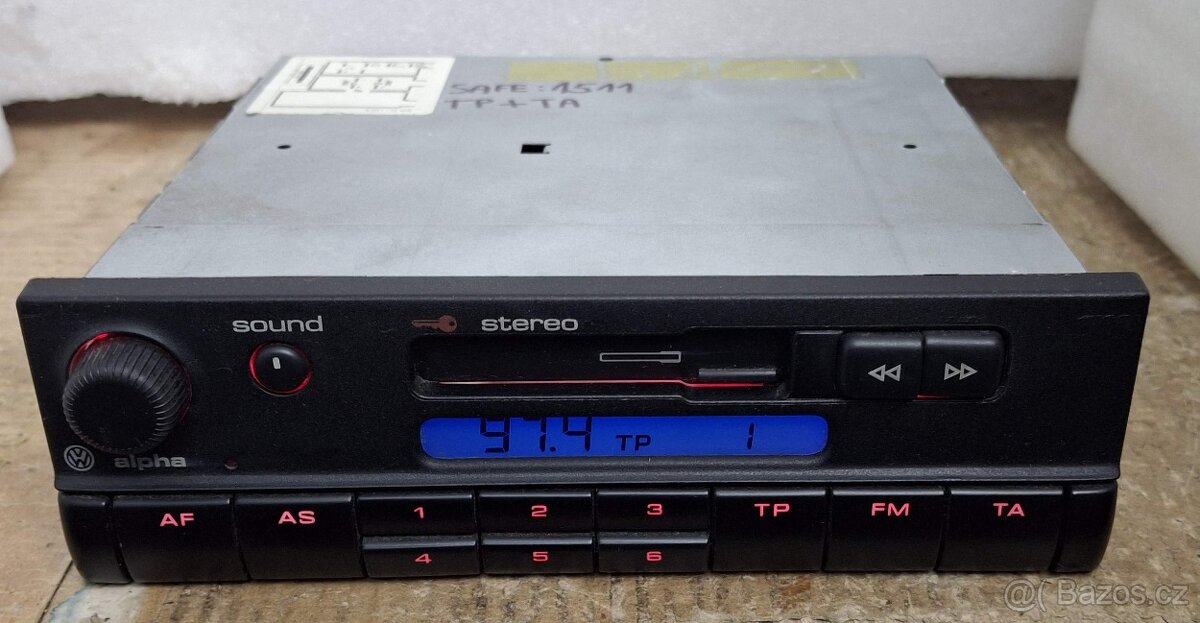 SAFE: 1511
TP+TA
sound
stereo
97.4 TP 1
VW alpha
AF AS 1 2 3 TP FM TA
4 5 6
@( Bazos.cz